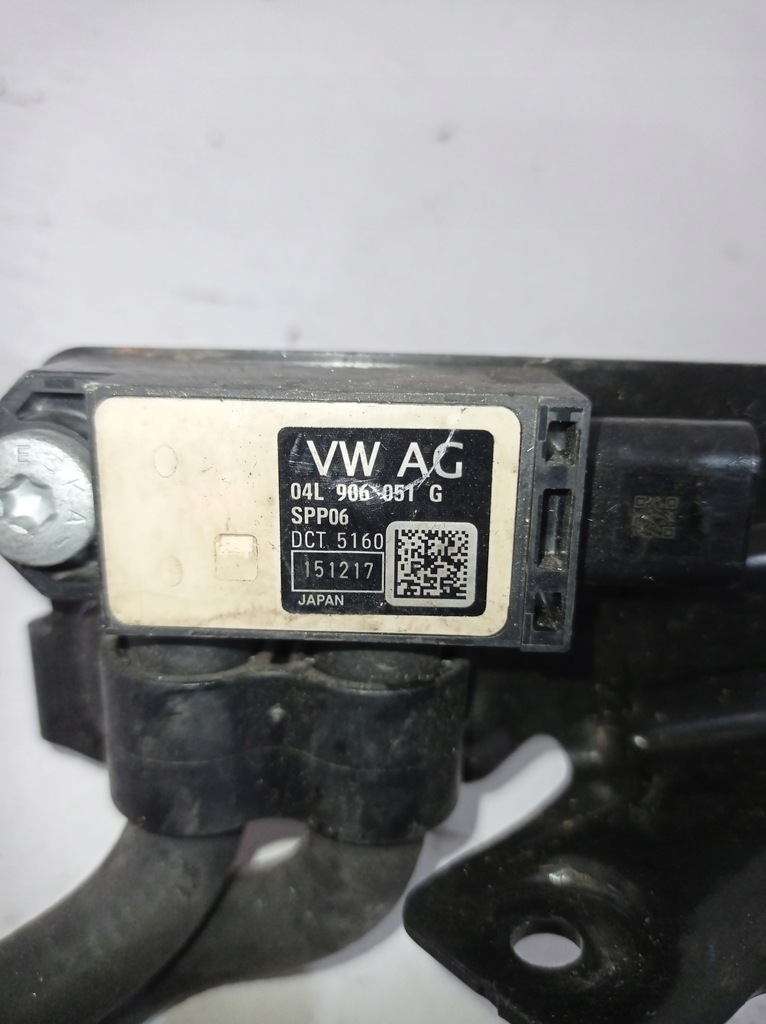 VW AG
04L 906 051 G
SPP06
DCT 5160
151217
JAPAN